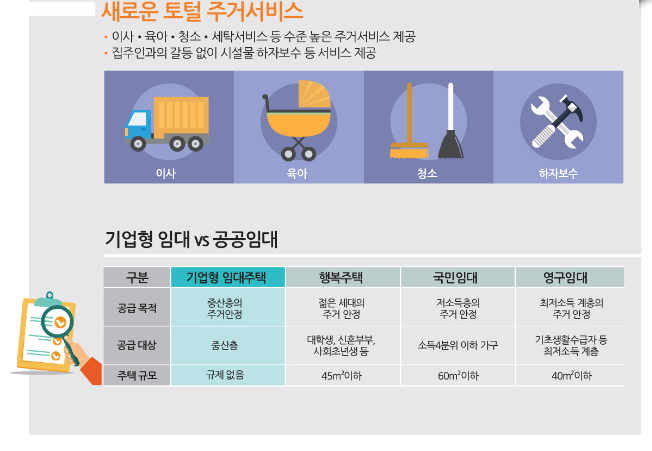 새로운 토털 주거서비스
• 이사 • 육아 • 청소 • 세탁서비스 등 수준 높은 주거서비스 제공
• 집주인과의 갈등 없이 시설물 하자보수 등 서비스 제공
이사 육아 청소 하자보수
기업형 임대 vs 공공임대
구분 기업형 임대주택 행복주택 국민임대 영구임대
공급 목적 중산층의 주거안정 젊은 세대의 주거 안정 저소득층의 주거 안정 최저소득 계층의 주거 안정
공급 대상 중산층 대학생, 신혼부부, 사회초년생 등 소득4분위 이하 가구 기초생활수급자 등 최저소득 계층
주택 규모 규제 없음 45m²이하 60m²이하 40m²이하